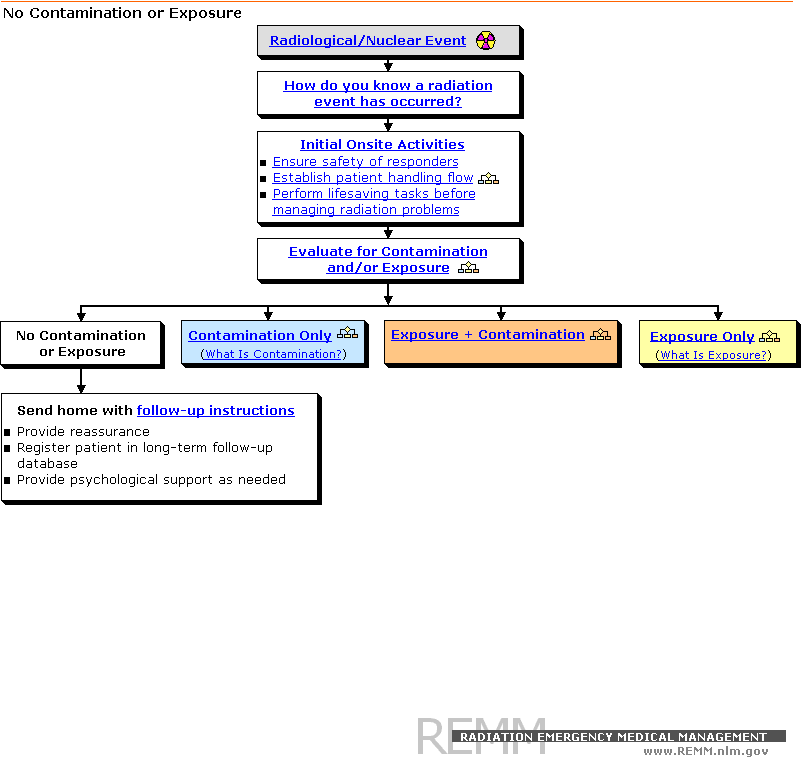 No Contamination or Exposure
Radiological/Nuclear Event
How do you know a radiation
event has occurred?
Initial Onsite Activities
Ensure safety of responders
Establish patient handling flow
Perform lifesaving tasks before
managing radiation problems
Evaluate for Contamination
and/or Exposure
No Contamination
or Exposure
Contamination Only
(What Is Contamination?)
Exposure + Contamination
Exposure Only
(What Is Exposure?)
Send home with follow-up instructions
Provide reassurance
Register patient in long-term follow-up
database
Provide psychological support as needed
REMM
RADIATION EMERGENCY MEDICAL MANAGEMENT
www.REMM.nlm.gov